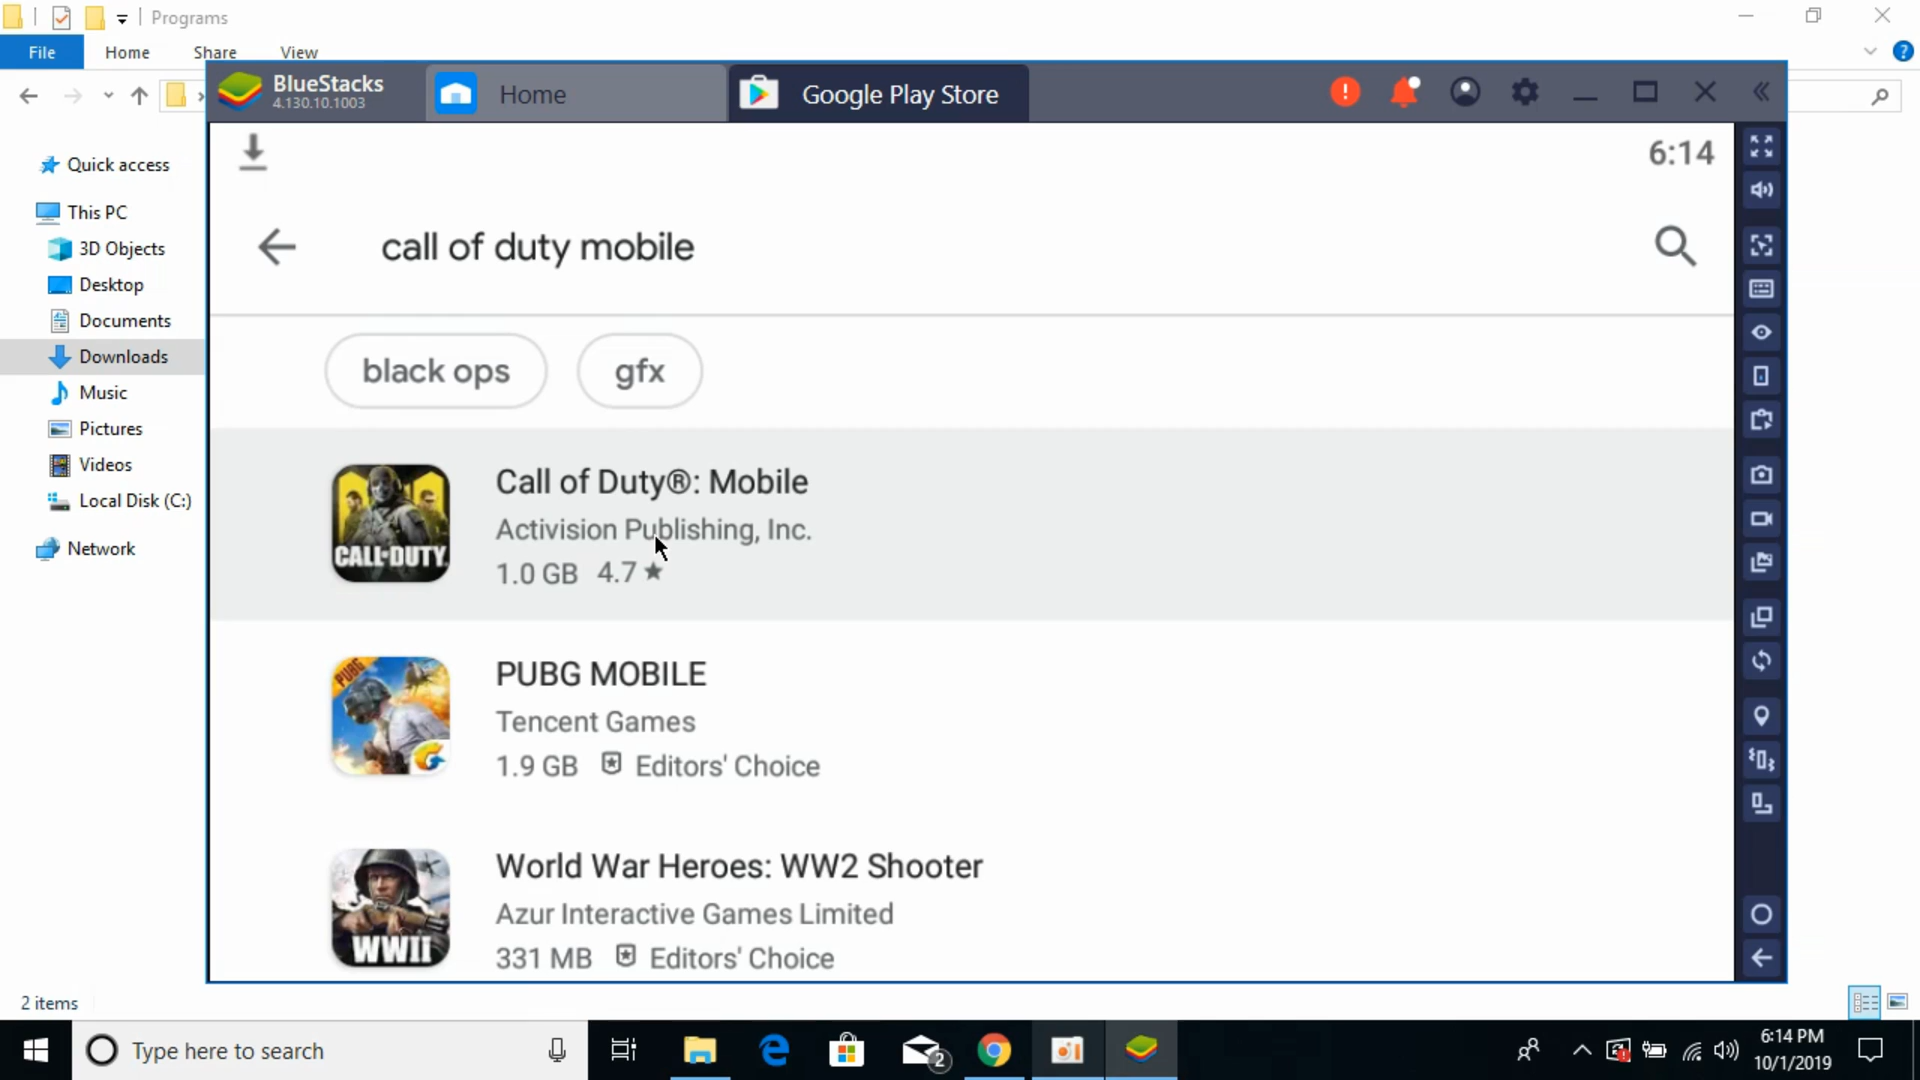 Programs
File
Home
Share
View
BlueStacks
4.130.10.1003
Home
Google Play Store
6:14
call of duty mobile
black ops
gfx
Call of Duty®: Mobile
Activision Publishing, Inc.
1.0 GB 4.7 ★
CALL·DUTY
PUBG MOBILE
Tencent Games
1.9 GB Editors' Choice
PUBG
World War Heroes: WW2 Shooter
Azur Interactive Games Limited
331 MB Editors' Choice
WWII
Quick access
This PC
3D Objects
Desktop
Documents
Downloads
Music
Pictures
Videos
Local Disk (C:)
Network
2 items
Type here to search
2
6:14 PM
10/1/2019